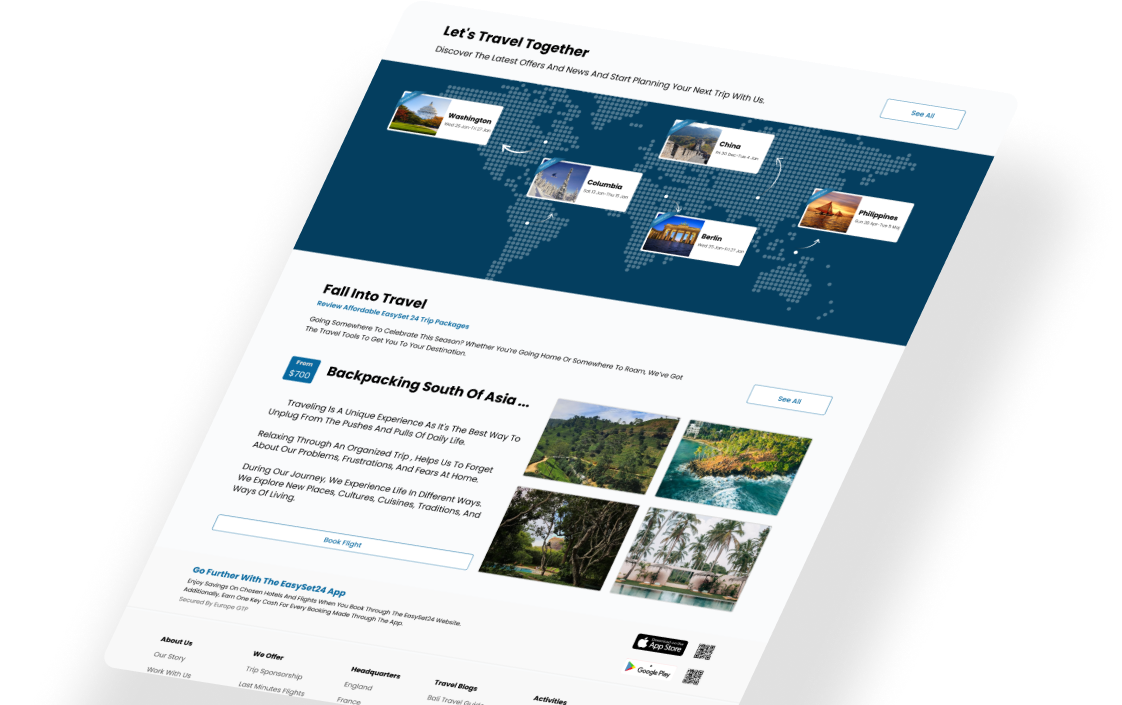 Let's Travel Together
Discover The Latest Offers And News And Start Planning Your Next Trip With Us.
See All
Washington
Wed 25 Jan-Fri 27 Jan
China
Fri 30 Dec-Tue 4 Jan
Columbia
Sat 13 Jan-Thu 15 Jan
Philippines
Sun 30 Apr-Tue 5 Maj
Berlin
Wed 25 Jan-Fri 27 Jan
Fall Into Travel
Review Affordable EasySet 24 Trip Packages
Going Somewhere To Celebrate This Season? Whether You're Going Home Or Somewhere To Roam, We've Got
The Travel Tools To Get You To Your Destination.
See All
From
$700
Backpacking South Of Asia ...
Traveling Is A Unique Experience As It's The Best Way To
Unplug From The Pushes And Pulls Of Daily Life.
Relaxing Through An Organized Trip , Helps Us To Forget
About Our Problems, Frustrations, And Fears At Home.
During Our Journey, We Experience Life In Different Ways.
We Explore New Places, Cultures, Cuisines, Traditions, And
Ways Of Living.
Book Flight
Go Further With The EasySet24 App
Enjoy Savings On Chosen Hotels And Flights When You Book Through The EasySet24 Website.
Additionally, Earn One Key Cash For Every Booking Made Through The App.
Secured By Europe GTP
Download on the
App Store
Google Play
About Us
Our Story
Work With Us
We Offer
Trip Sponsorship
Last Minutes Flights
Headquarters
England
France
Travel Blogs
Bali Travel Guide
Activities